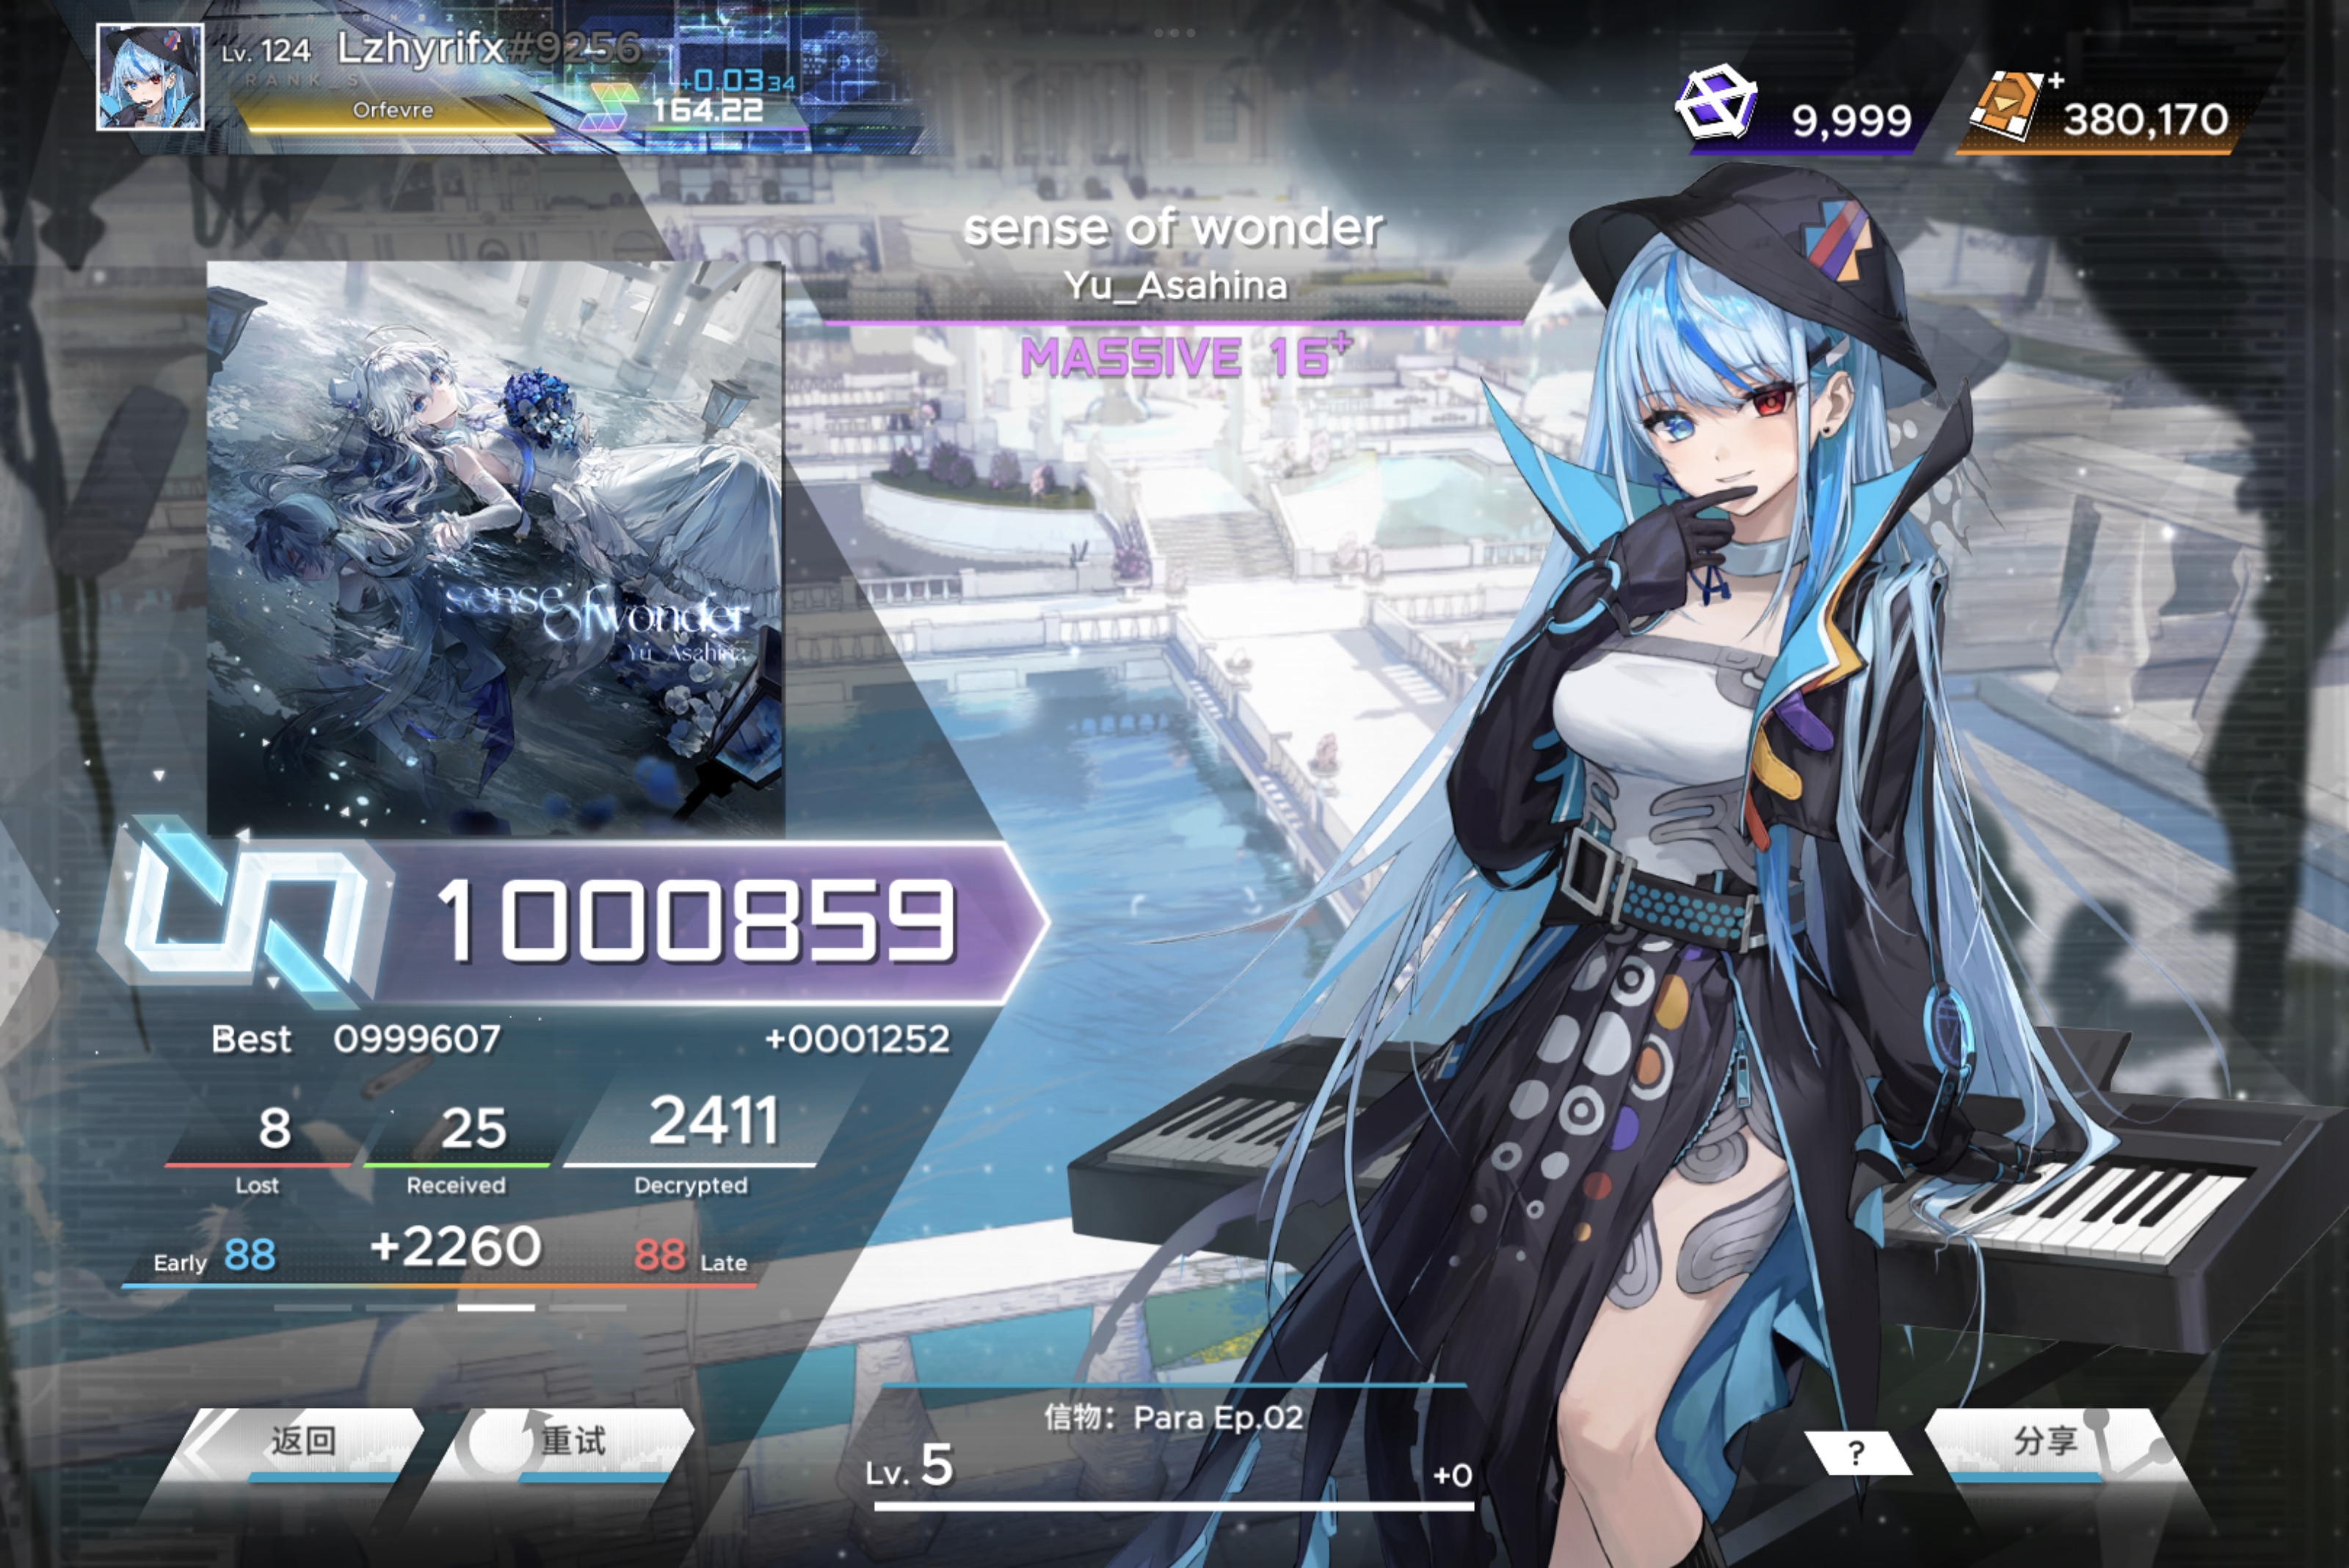 Lv. 124 Lzhyrifx#9256
RANK_S
Orfevre
+0.0334
164.22
9,999
+
380,170
sense of wonder
Yu_Asahina
MASSIVE 16+
sense of wonder
Yu_Asahina
1000859
Best 0999607 +0001252
8 25 2411
Lost Received Decrypted
Early 88 +2260 88 Late
返回
重试
信物：Para Ep.02
Lv. 5 +0
?
分享